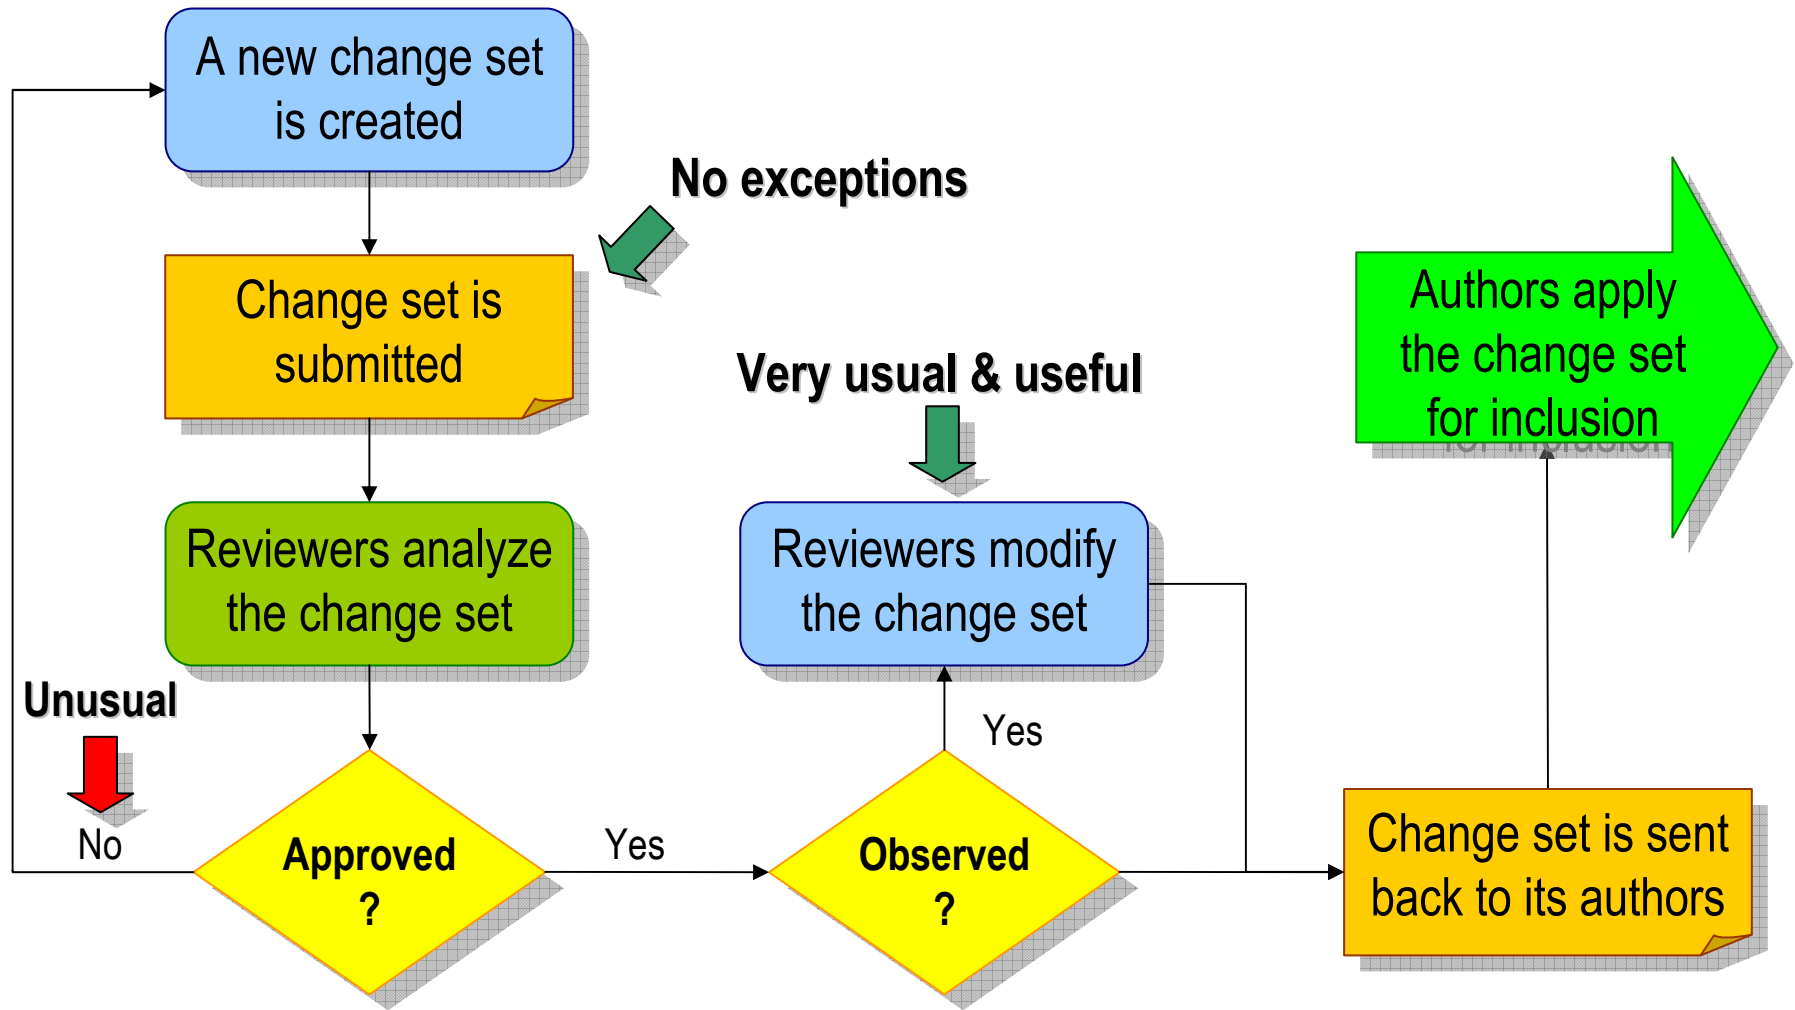 A new change set
is created
No exceptions
Change set is
submitted
Very usual & useful
Authors apply
the change set
for inclusion
Reviewers analyze
the change set
Reviewers modify
the change set
Unusual
No
Approved
?
Yes
Observed
?
Yes
Change set is sent
back to its authors